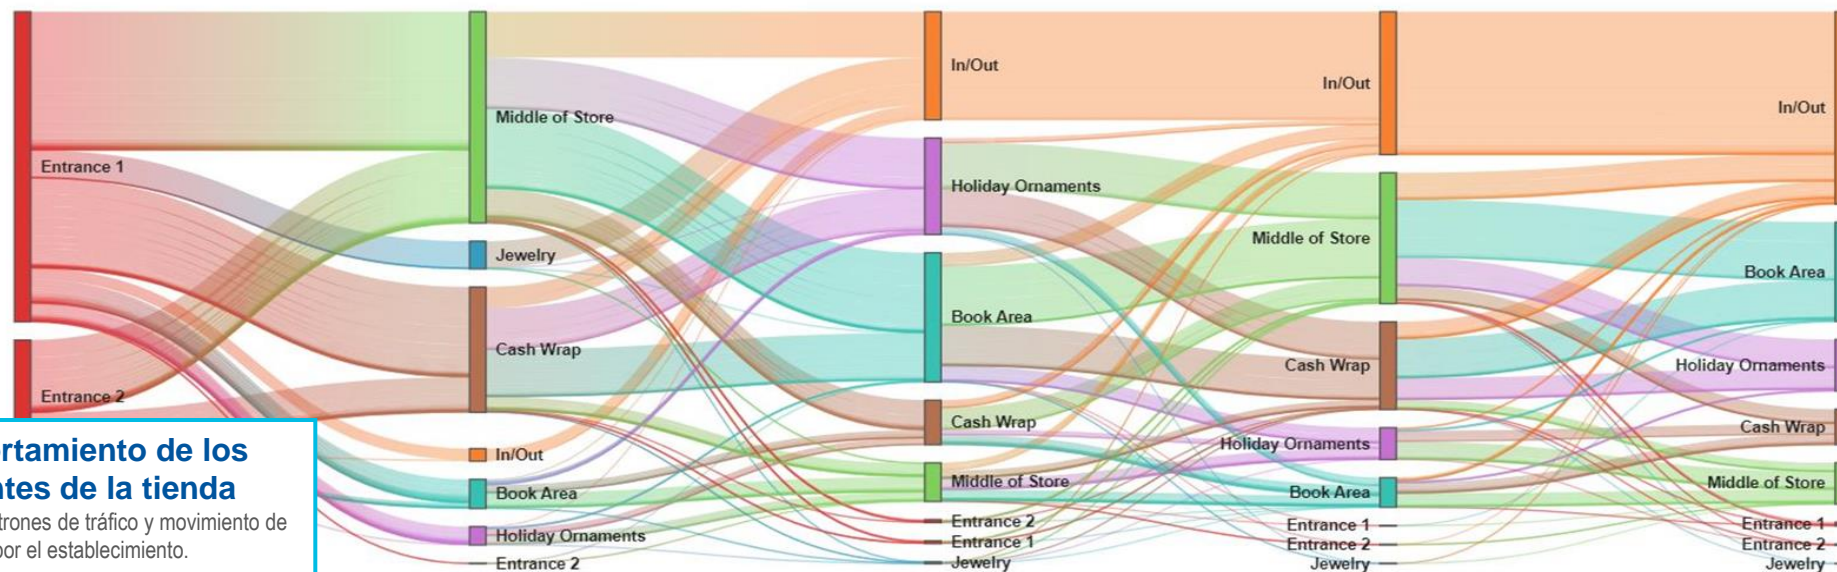 Entrance 1
Entrance 2
Middle of Store
Jewelry
Cash Wrap
In/Out
Book Area
Holiday Ornaments
Entrance 2
In/Out
Holiday Ornaments
Book Area
Cash Wrap
Middle of Store
Entrance 2
Entrance 1
Jewelry
In/Out
Middle of Store
Cash Wrap
Holiday Ornaments
Book Area
Entrance 1
Entrance 2
Jewelry
In/Out
Book Area
Holiday Ornaments
Cash Wrap
Middle of Store
Entrance 1
Entrance 2
Jewelry
rtamiento de los
ntes de la tienda
trones de tráfico y movimiento de
por el establecimiento.